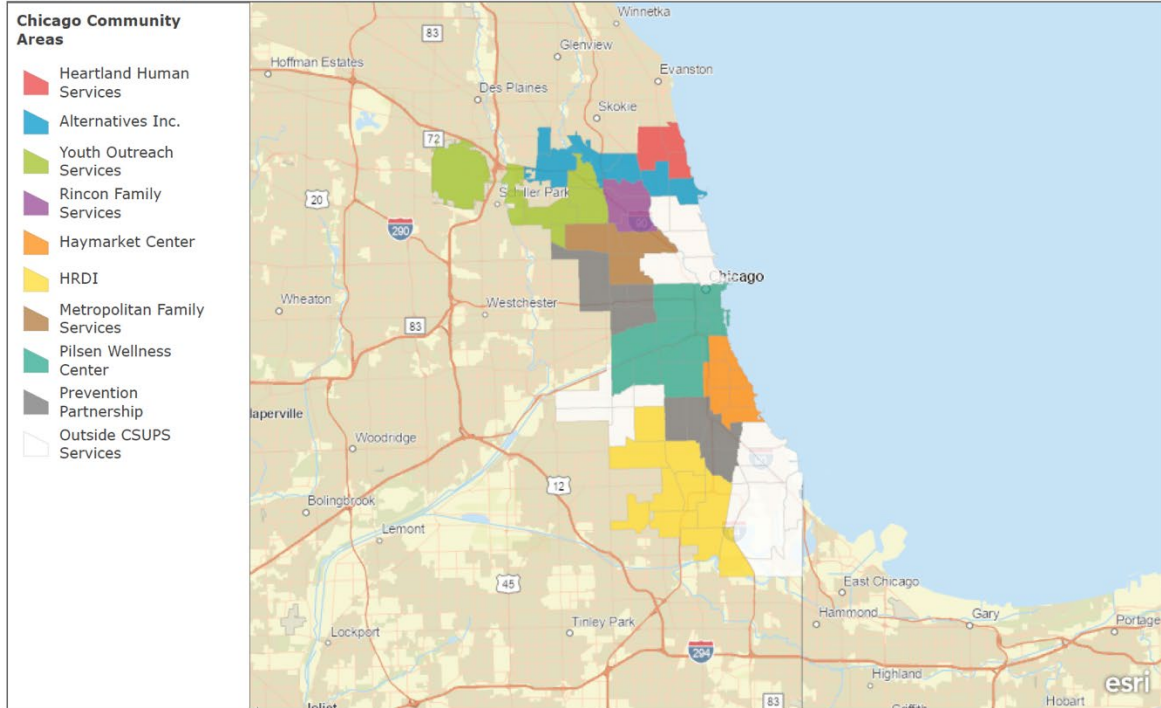 Chicago Community
Areas
Heartland Human
Services
Alternatives Inc.
Youth Outreach
Services
Rincon Family
Services
Haymarket Center
HRDI
Metropolitan Family
Services
Pilsen Wellness
Center
Prevention
Partnership
Outside CSUPS
Services
Winnetka
83
Glenview
Hoffman Estates
Evanston
Des Plaines
Skokie
72
20
290
Chicago
Wheaton
Westchester
83
laperville
Woodridge
12
Bolingbrook
Lemont
45
East Chicago
Hammond
Gary
Tinley Park
Portage
Lockport
294
Highland
esri
83
Hobart